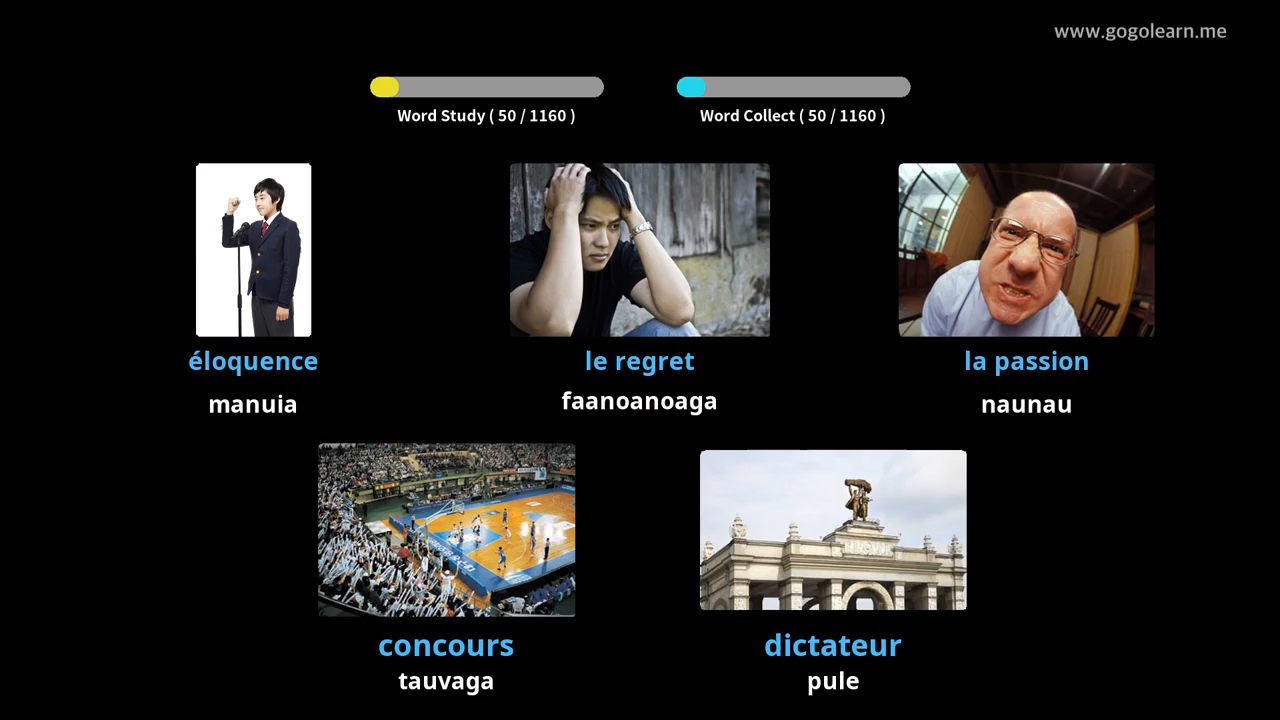 www.gogolearn.me
Word Study ( 50 / 1160 )
Word Collect ( 50 / 1160 )
éloquence
le regret
la passion
manuia
faanoanoaga
naunau
concours
dictateur
tauvaga
pule